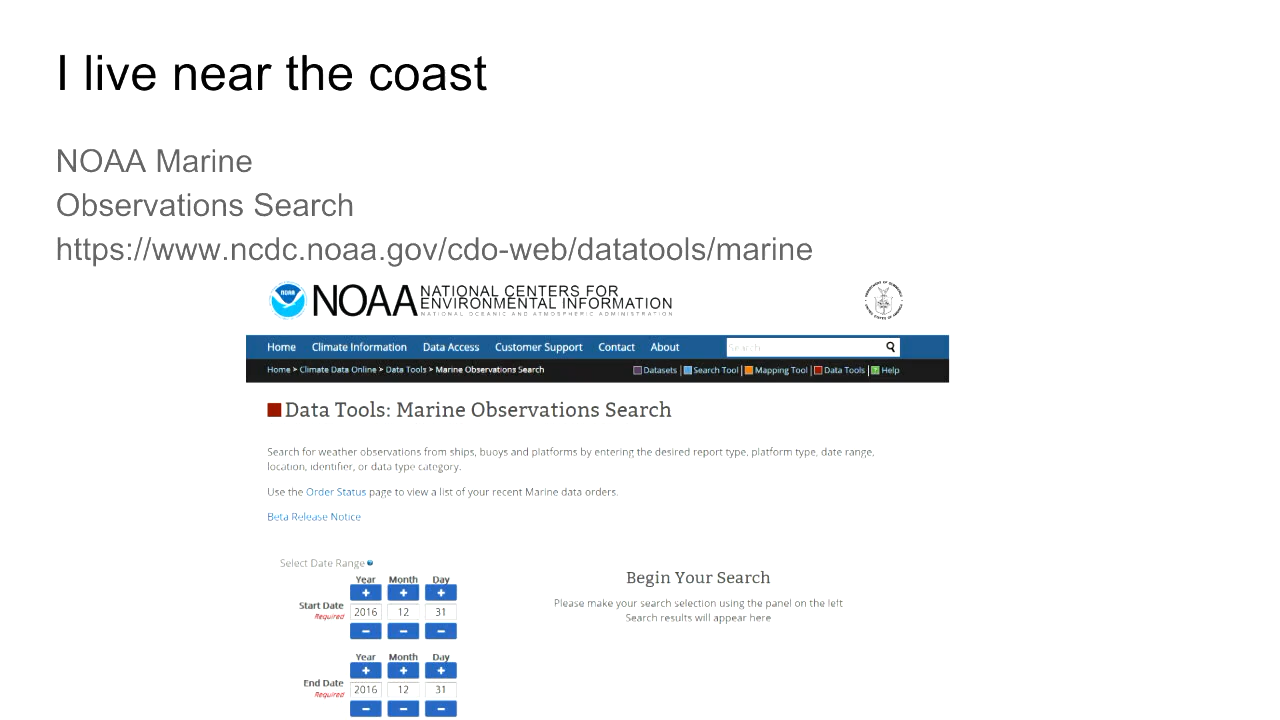 I live near the coast
NOAA Marine
Observations Search
https://www.ncdc.noaa.gov/cdo-web/datatools/marine
NOAA NATIONAL CENTERS FOR
ENVIRONMENTAL INFORMATION
NATIONAL OCEANIC AND ATMOSPHERIC ADMINISTRATION
Home Climate Information Data Access Customer Support Contact About Search
Home > Climate Data Online > Data Tools > Marine Observations Search Datasets Search Tool Mapping Tool Data Tools Help
Data Tools: Marine Observations Search
Search for weather observations from ships, buoys and platforms by entering the desired report type, platform type, date range,
location, identifier, or data type category.
Use the Order Status page to view a list of your recent Marine data orders.
Beta Release Notice
Select Date Range
Begin Your Search
Please make your search selection using the panel on the left
Search results will appear here
Year Month Day
+ + +
Start Date 2016 12 31
Required
− − −
Year Month Day
+ + +
End Date 2016 12 31
Required
− − −